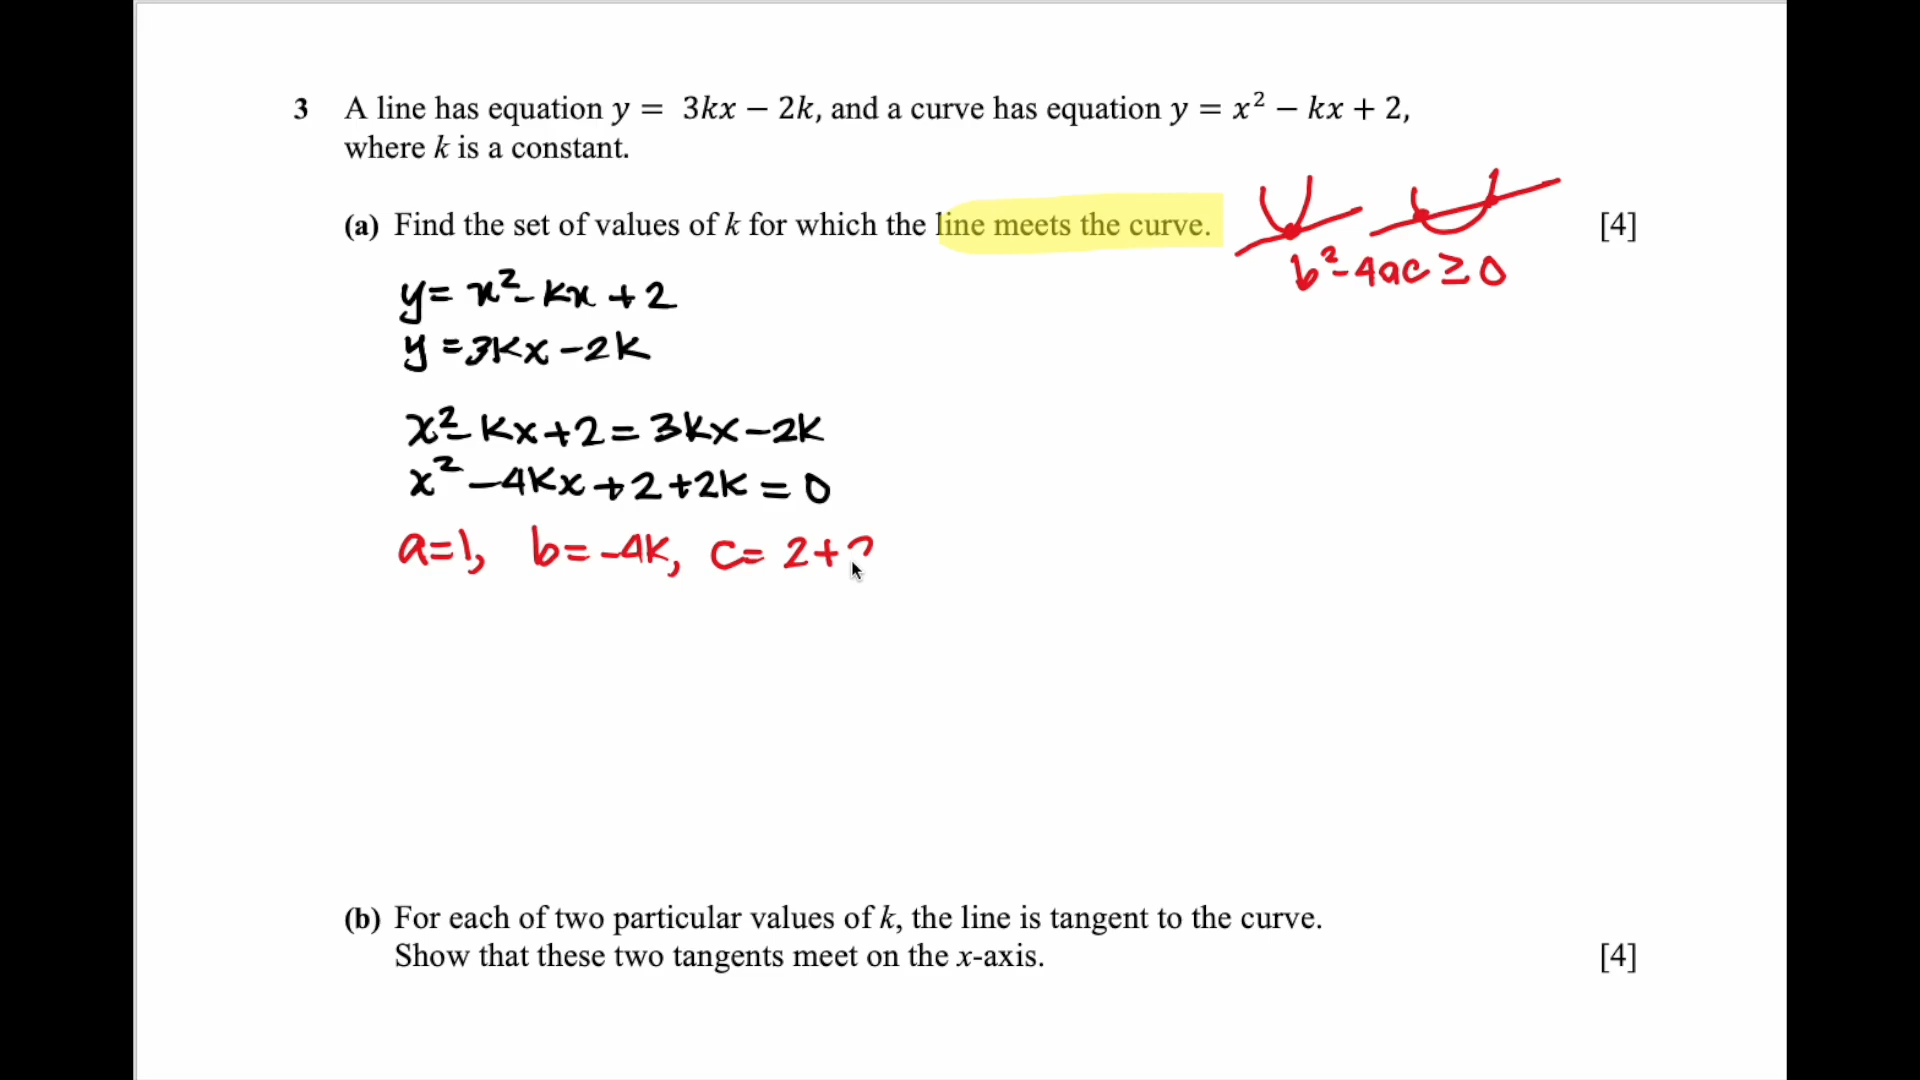 3 A line has equation y = 3kx − 2k, and a curve has equation y = x² − kx + 2,
where k is a constant.
(a) Find the set of values of k for which the line meets the curve. [4]
b² - 4ac ≥ 0
y = x² - kx + 2
y = 3kx - 2k
x² - kx + 2 = 3kx - 2k
x² - 4kx + 2 + 2k = 0
a = 1, b = -4k, c = 2 +
(b) For each of two particular values of k, the line is tangent to the curve.
Show that these two tangents meet on the x-axis. [4]